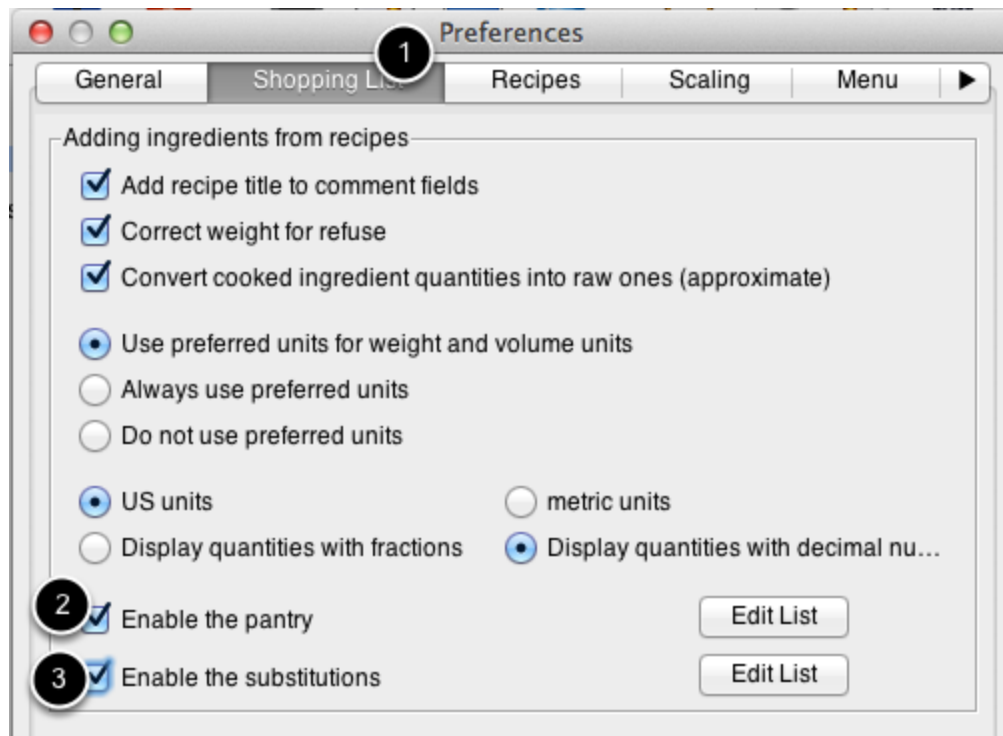 Preferences
1
General Shopping Recipes Scaling Menu
Adding ingredients from recipes
Add recipe title to comment fields
Correct weight for refuse
Convert cooked ingredient quantities into raw ones (approximate)
Use preferred units for weight and volume units
Always use preferred units
Do not use preferred units
US units metric units
Display quantities with fractions Display quantities with decimal nu...
2 Enable the pantry Edit List
3 Enable the substitutions Edit List